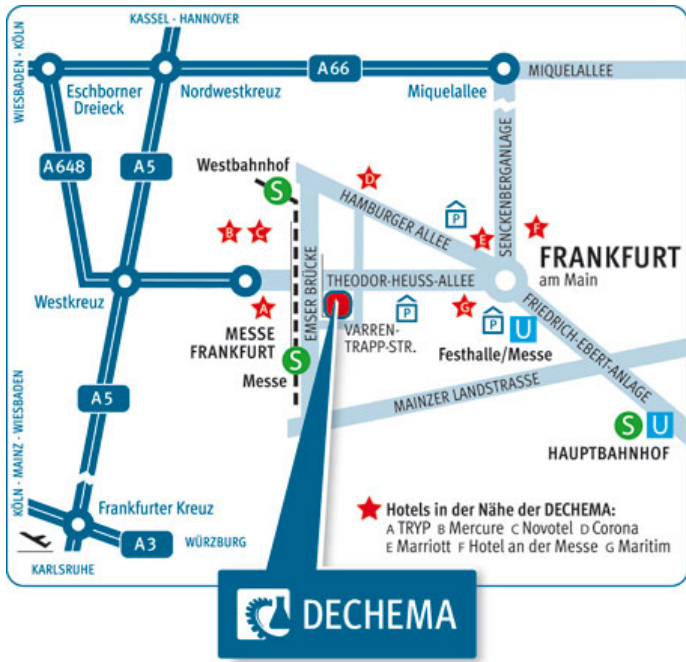 KASSEL - HANNOVER
WIESBADEN - KÖLN
A66
MIQUELALLEE
Eschborner
Dreieck
Nordwestkreuz
Miquelallee
A648
A5
Westbahnhof
S
D
HAMBURGER ALLEE
SENCKENBERGANLAGE
P
B
C
E
F
FRANKFURT
am Main
THEODOR-HEUSS-ALLEE
Westkreuz
A
EMSER BRÜCKE
P
G
P
U
MESSE
FRANKFURT
VARREN-
TRAPP-STR.
Festhalle/Messe
FRIEDRICH-EBERT-ANLAGE
S
Messe
MAINZER LANDSTRASSE
A5
S
U
HAUPTBAHNHOF
KÖLN - MAINZ - WIESBADEN
Frankfurter Kreuz
A3
WÜRZBURG
KARLSRUHE
Hotels in der Nähe der DECHEMA:
A TRYP B Mercure C Novotel D Corona
E Marriott F Hotel an der Messe G Maritim
DECHEMA